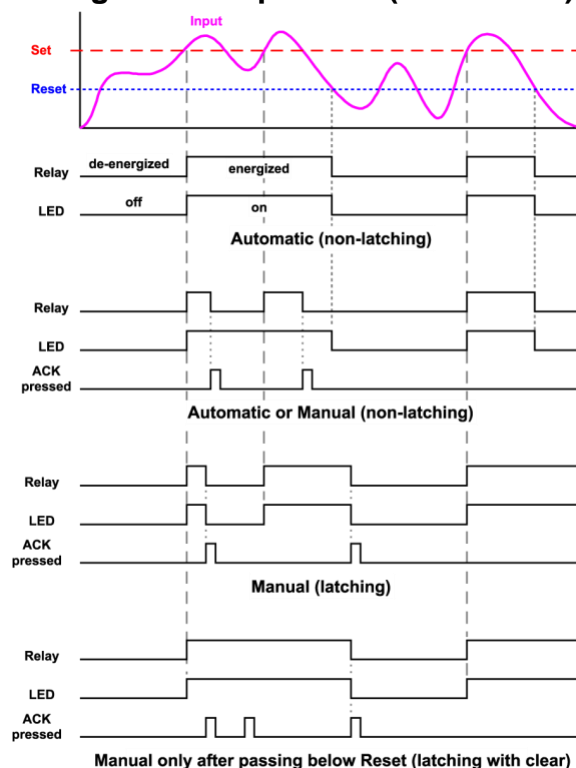 Input
Set
Reset
de-energized
energized
Relay
off
on
LED
Automatic (non-latching)
Relay
LED
ACK
pressed
Automatic or Manual (non-latching)
Relay
LED
ACK
pressed
Manual (latching)
Relay
LED
ACK
pressed
Manual only after passing below Reset (latching with clear)